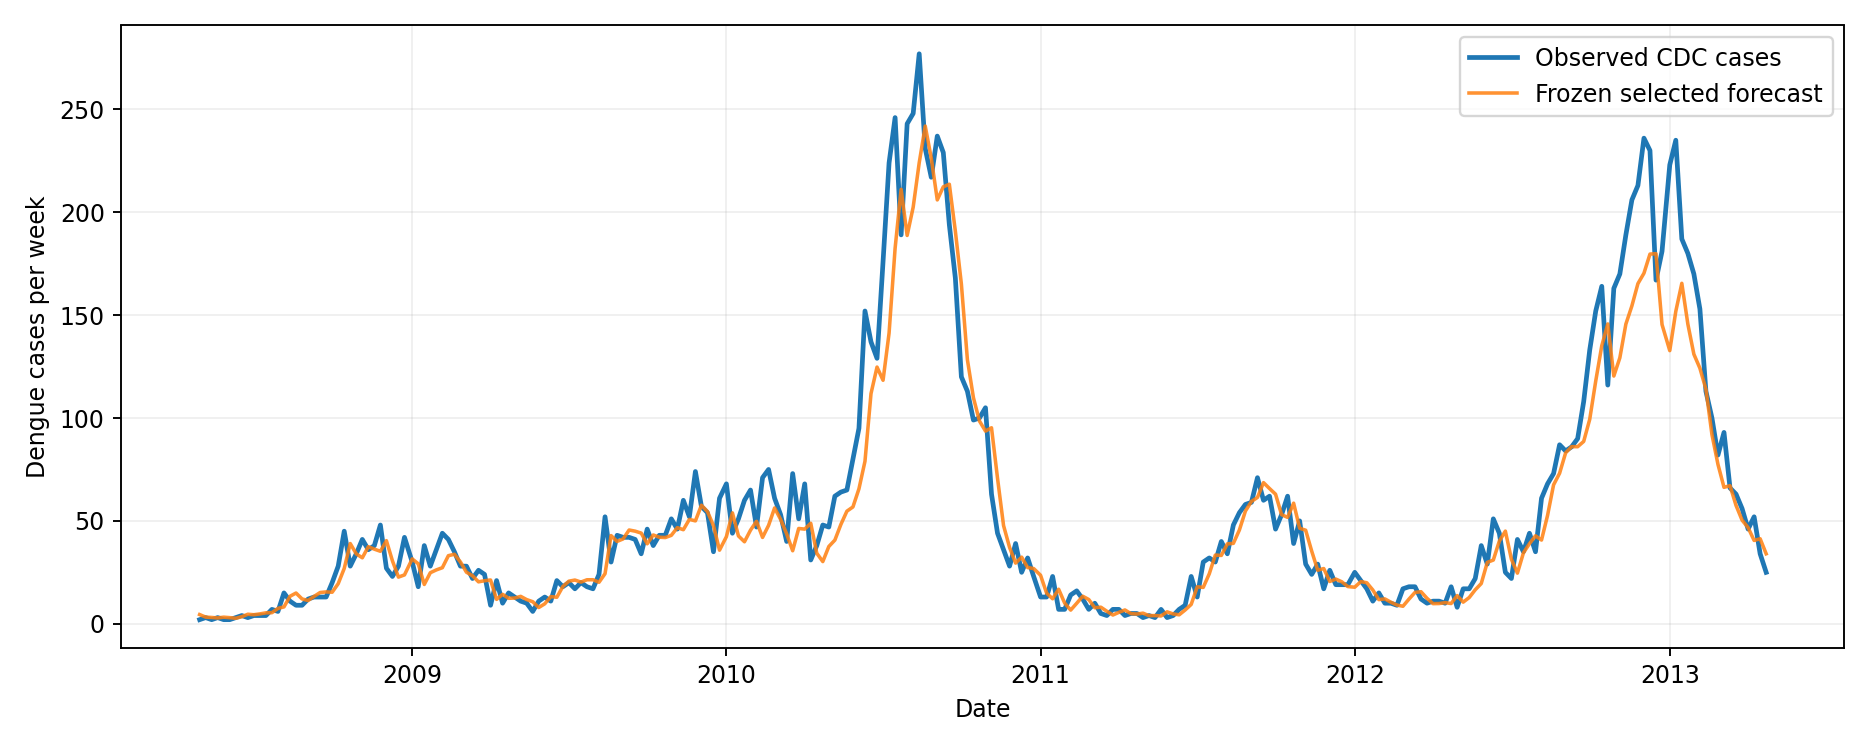 Observed CDC cases
Frozen selected forecast
Dengue cases per week
250
200
150
100
50
0
2009 2010 2011 2012 2013
Date